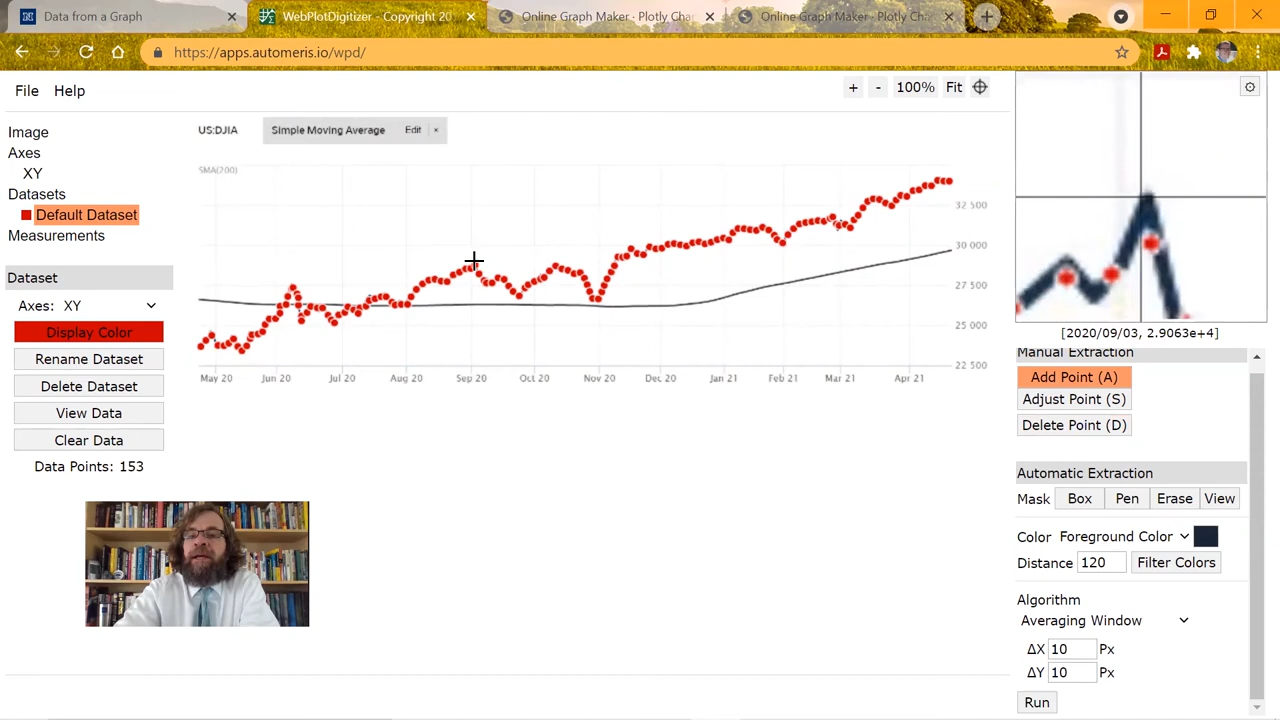 Data from a Graph
WebPlotDigitizer - Copyright 20
Online Graph Maker · Plotly Cha
Online Graph Maker · Plotly Cha
https://apps.automeris.io/wpd/
File Help
+ - 100% Fit
Image
Axes
XY
Datasets
Default Dataset
Measurements
Dataset
Axes: XY
Display Color
Rename Dataset
Delete Dataset
View Data
Clear Data
Data Points: 153
US:DJIA
Simple Moving Average Edit ×
SMA(200)
32 500
30 000
27 500
25 000
22 500
May 20 Jun 20 Jul 20 Aug 20 Sep 20 Oct 20 Nov 20 Dec 20 Jan 21 Feb 21 Mar 21 Apr 21
[2020/09/03, 2.9063e+4]
Manual Extraction
Add Point (A)
Adjust Point (S)
Delete Point (D)
Automatic Extraction
Mask Box Pen Erase View
Color Foreground Color
Distance 120 Filter Colors
Algorithm
Averaging Window
ΔX 10 Px
ΔY 10 Px
Run